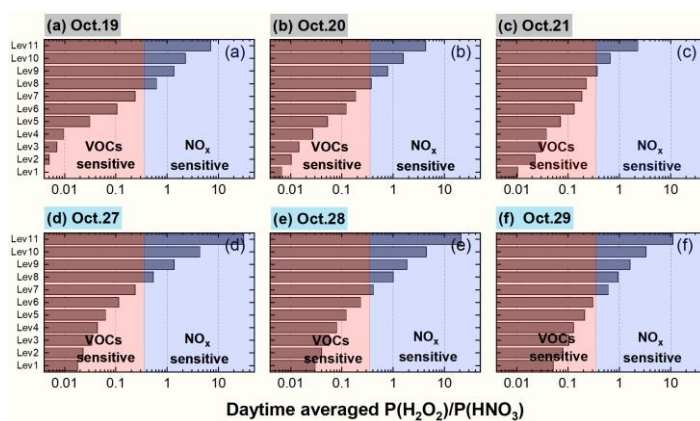 (a) Oct.19
(b) Oct.20
(c) Oct.21
Lev11
Lev10
Lev9
Lev8
Lev7
Lev6
Lev5
Lev4
Lev3
Lev2
Lev1
(a)
VOCs
sensitive
NOx
sensitive
0.01 0.1 1 10
(b)
VOCs
sensitive
NOx
sensitive
0.01 0.1 1 10
(c)
VOCs
sensitive
NOx
sensitive
0.01 0.1 1 10
(d) Oct.27
(e) Oct.28
(f) Oct.29
Lev11
Lev10
Lev9
Lev8
Lev7
Lev6
Lev5
Lev4
Lev3
Lev2
Lev1
(d)
VOCs
sensitive
NOx
sensitive
0.01 0.1 1 10
(e)
VOCs
sensitive
NOx
sensitive
0.01 0.1 1 10
(f)
VOCs
sensitive
NOx
sensitive
0.01 0.1 1 10
Daytime averaged P(H2O2)/P(HNO3)